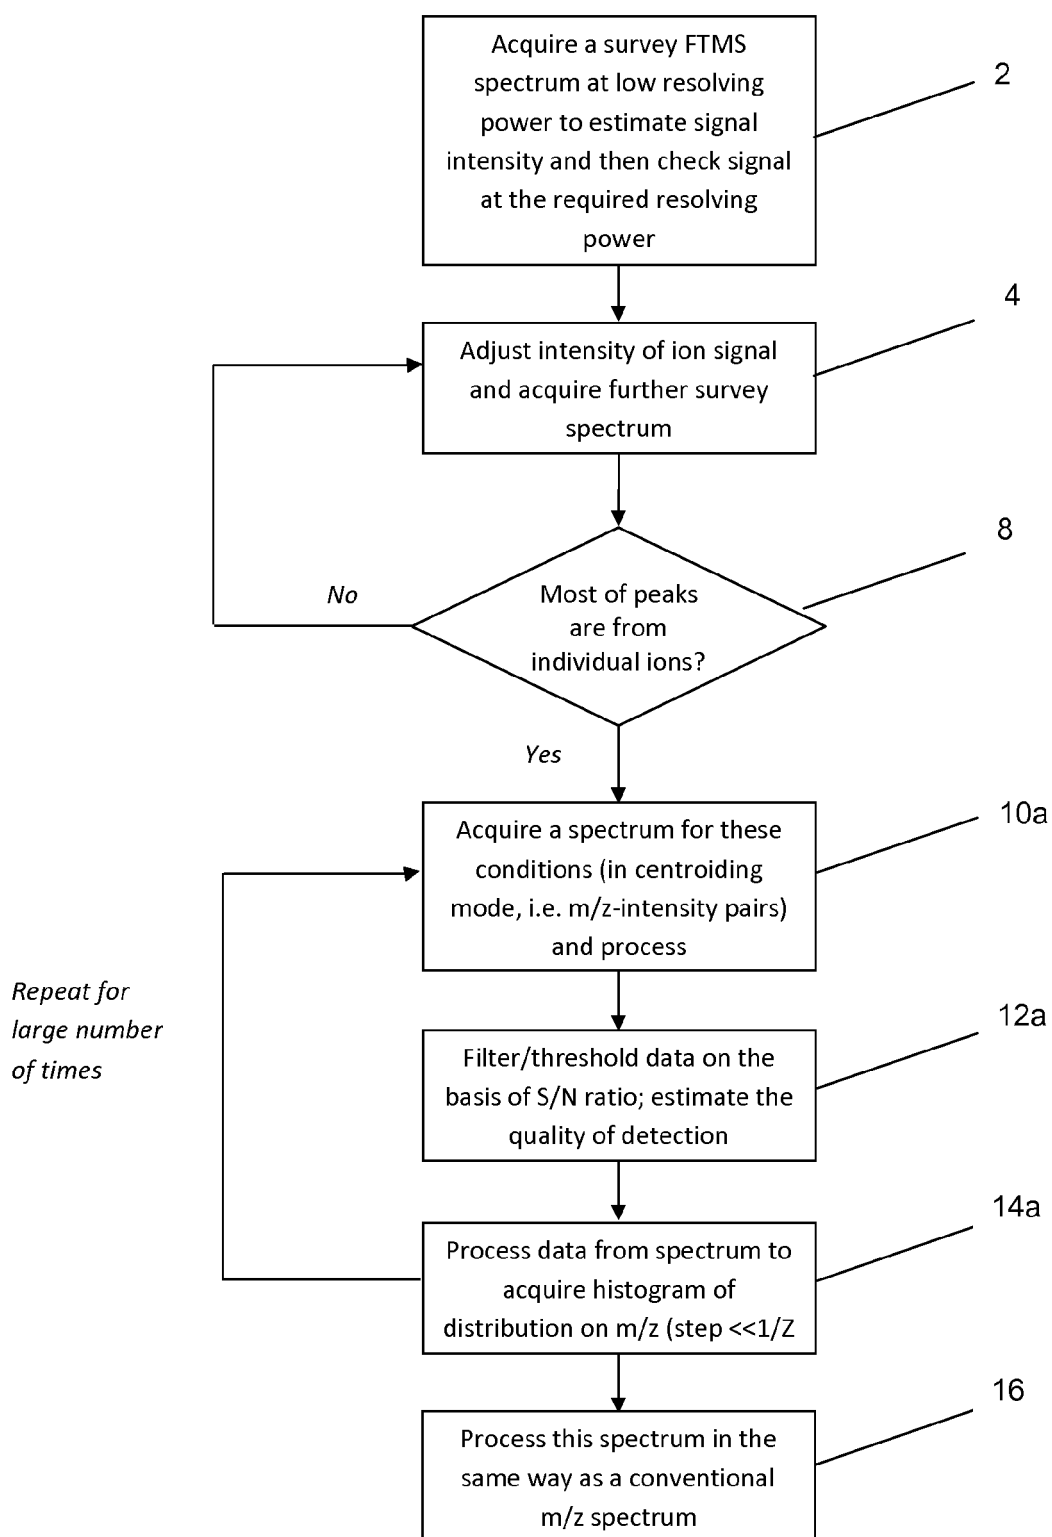 Acquire a survey FTMS
spectrum at low resolving
power to estimate signal
intensity and then check signal
at the required resolving
power
2
Adjust intensity of ion signal
and acquire further survey
spectrum
4
Most of peaks
are from
individual ions?
8
No
Yes
Acquire a spectrum for these
conditions (in centroiding
mode, i.e. m/z-intensity pairs)
and process
10a
Repeat for
large number
of times
Filter/threshold data on the
basis of S/N ratio; estimate the
quality of detection
12a
Process data from spectrum to
acquire histogram of
distribution on m/z (step <<1/Z
14a
Process this spectrum in the
same way as a conventional
m/z spectrum
16